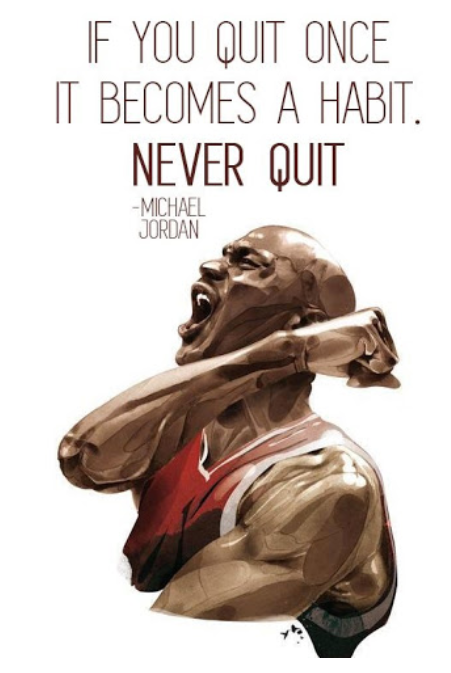 IF YOU QUIT ONCE
IT BECOMES A HABIT.
NEVER QUIT
-MICHAEL
JORDAN